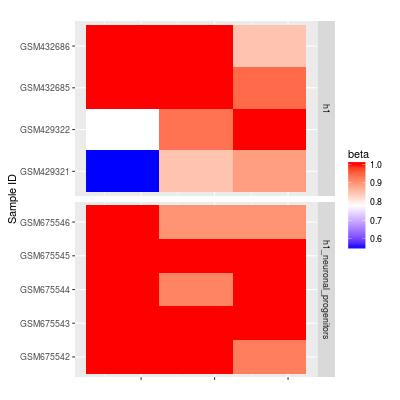 Sample ID
GSM432686
GSM432685
GSM429322
GSM429321
h1
GSM675546
GSM675545
GSM675544
GSM675543
GSM675542
h1_neuronal_progenitors
beta
1.0
0.9
0.8
0.7
0.6